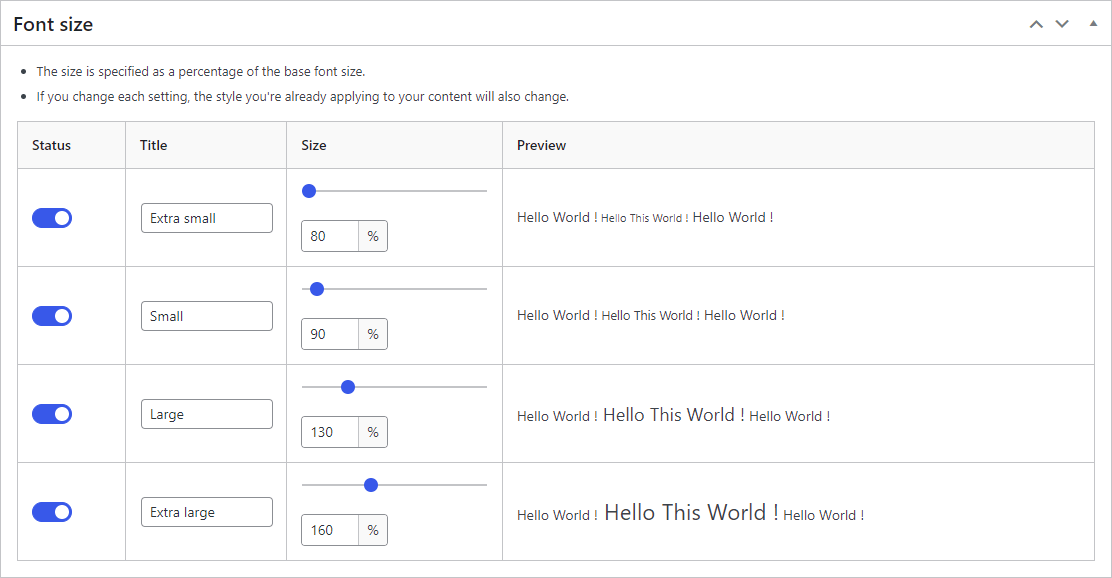 Font size
The size is specified as a percentage of the base font size.
If you change each setting, the style you're already applying to your content will also change.
Status Title Size Preview
Extra small 80 % Hello World ! Hello This World ! Hello World !
Small 90 % Hello World ! Hello This World ! Hello World !
Large 130 % Hello World ! Hello This World ! Hello World !
Extra large 160 % Hello World ! Hello This World ! Hello World !